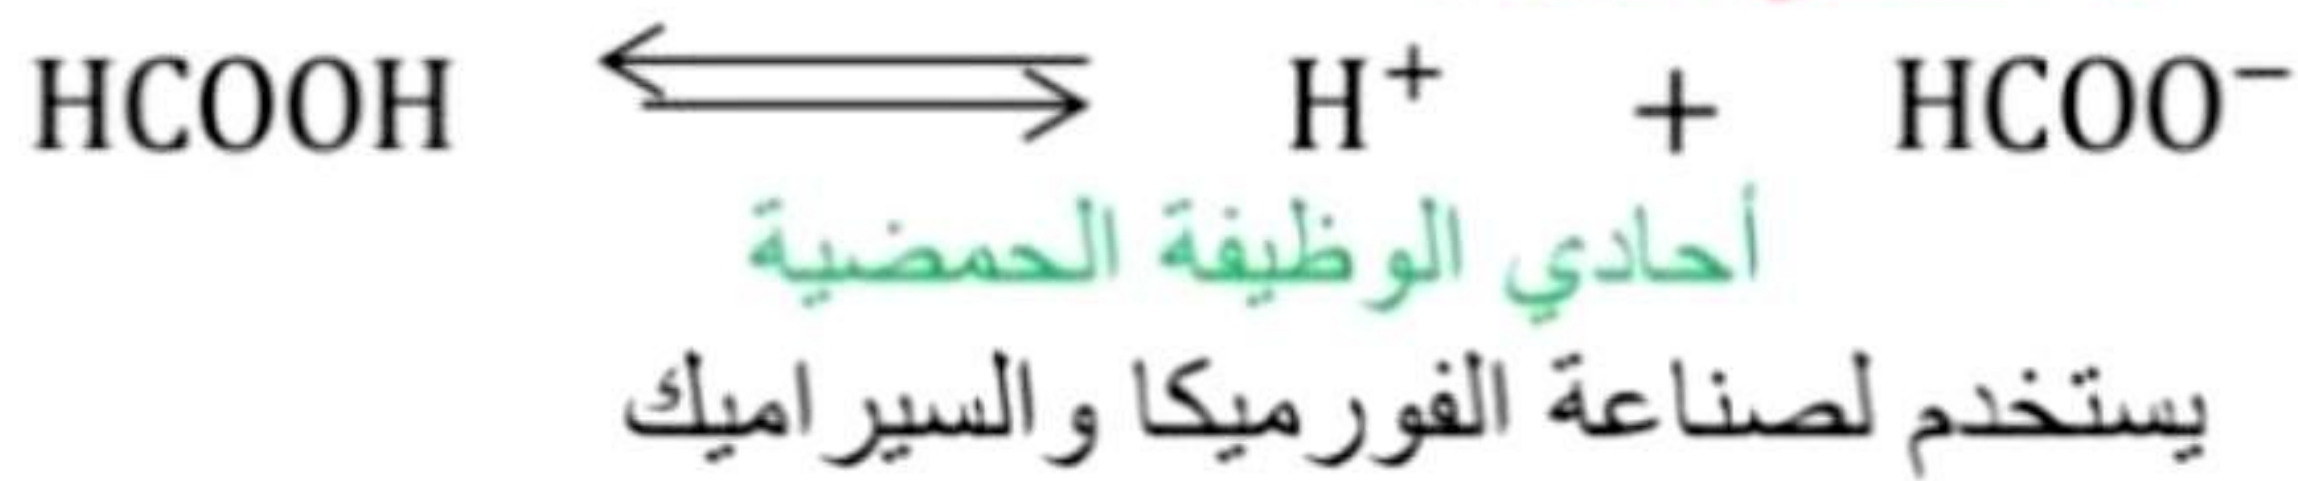 HCOOH ⇌ H⁺ + HCOO⁻
أحادي الوظيفة الحمضية
يستخدم لصناعة الفورميكا والسيراميك